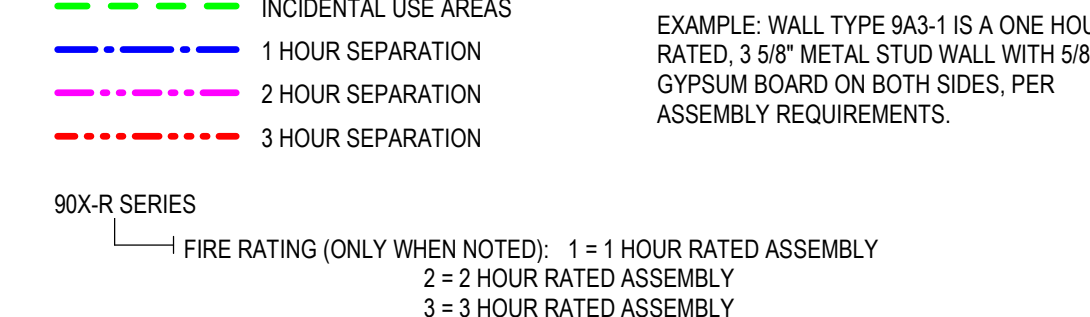 INCIDENTAL USE AREAS
1 HOUR SEPARATION
2 HOUR SEPARATION
3 HOUR SEPARATION
EXAMPLE: WALL TYPE 9A3-1 IS A ONE
RATED, 3 5/8" METAL STUD WALL WITH 5/8
GYPSUM BOARD ON BOTH SIDES, PER
ASSEMBLY REQUIREMENTS.
90X-R SERIES
FIRE RATING (ONLY WHEN NOTED): 1 = 1 HOUR RATED ASSEMBLY
2 = 2 HOUR RATED ASSEMBLY
3 = 3 HOUR RATED ASSEMBLY